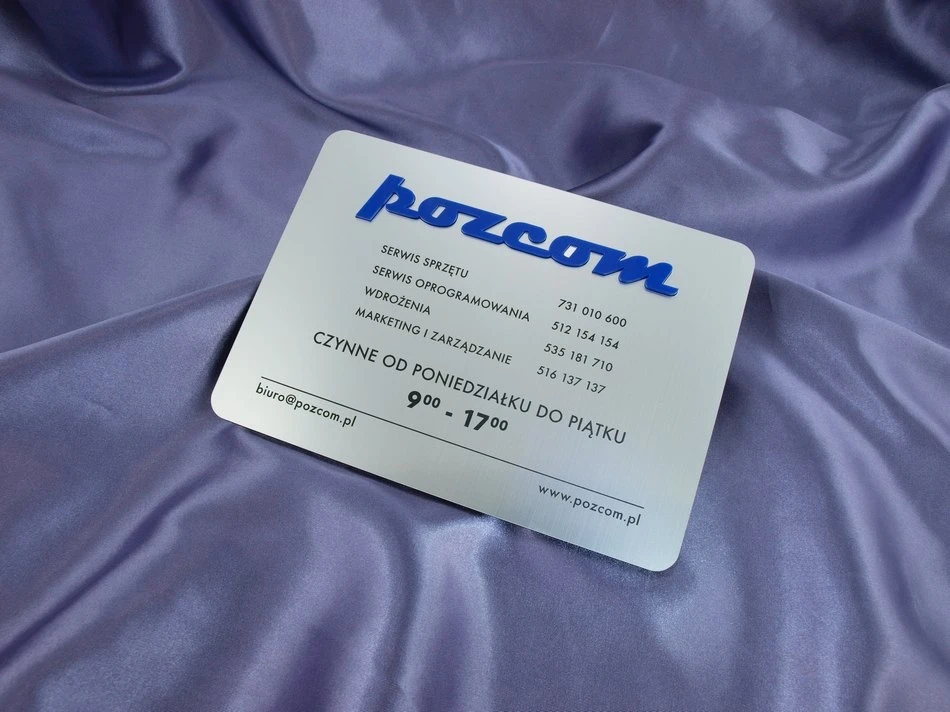 pozcom
SERWIS SPRZĘTU 731 010 600
SERWIS OPROGRAMOWANIA 512 154 154
WDROŻENIA 535 181 710
MARKETING I ZARZĄDZANIE 516 137 137
CZYNNE OD PONIEDZIAŁKU DO PIĄTKU
9⁰⁰ - 17⁰⁰
biuro@pozcom.pl www.pozcom.pl